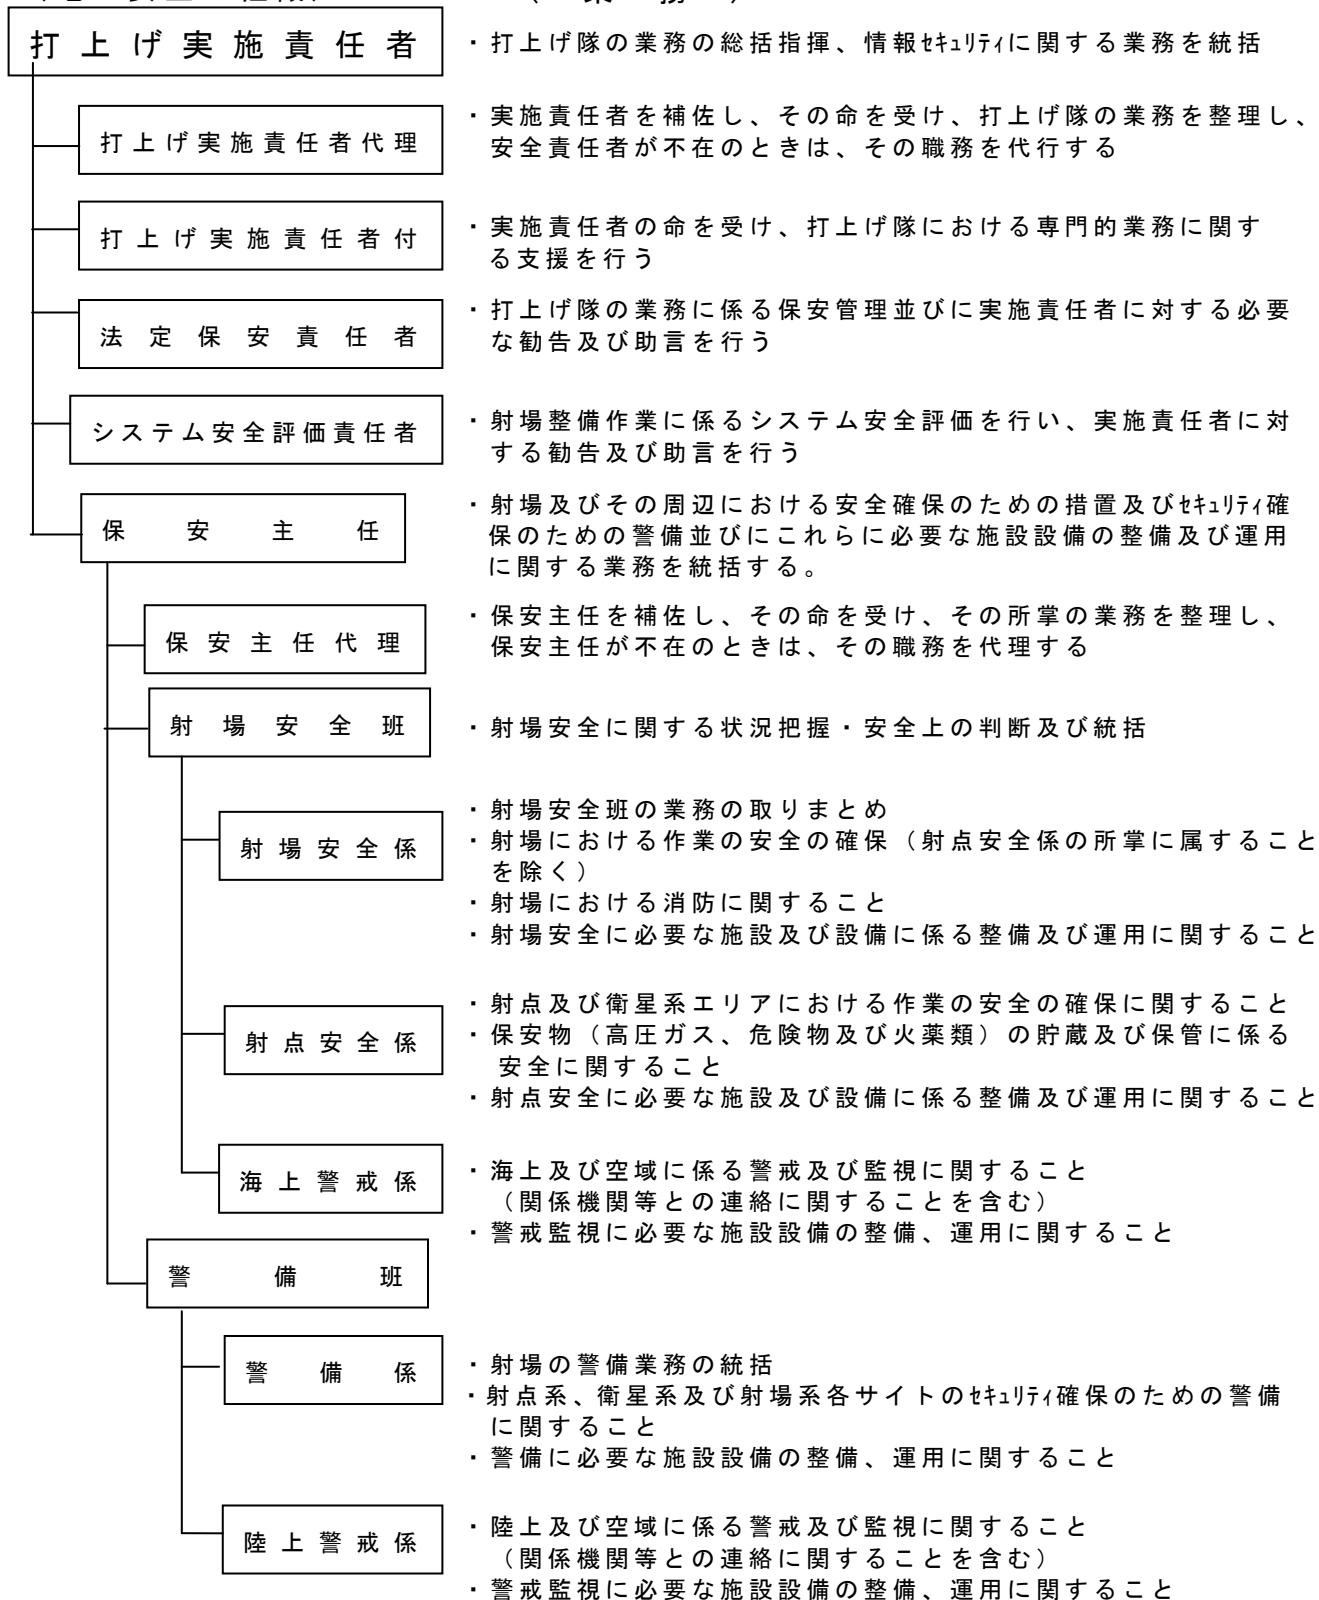 打上げ実施責任者
・打上げ隊の業務の総括指揮、情報ｾｷｭﾘﾃｨに関する業務を統括
打上げ実施責任者代理
・実施責任者を補佐し、その命を受け、打上げ隊の業務を整理し、
安全責任者が不在のときは、その職務を代行する
打上げ実施責任者付
・実施責任者の命を受け、打上げ隊における専門的業務に関す
る支援を行う
法定保安責任者
・打上げ隊の業務に係る保安管理並びに実施責任者に対する必要
な勧告及び助言を行う
システム安全評価責任者
・射場整備作業に係るシステム安全評価を行い、実施責任者に対
する勧告及び助言を行う
保安主任
・射場及びその周辺における安全確保のための措置及びｾｷｭﾘﾃｨ確
保のための警備並びにこれらに必要な施設設備の整備及び運用
に関する業務を統括する。
保安主任代理
・保安主任を補佐し、その命を受け、その所掌の業務を整理し、
保安主任が不在のときは、その職務を代理する
射場安全班
・射場安全に関する状況把握・安全上の判断及び統括
射場安全係
・射場安全班の業務の取りまとめ
・射場における作業の安全の確保（射点安全係の所掌に属すること
を除く）
・射場における消防に関すること
・射場安全に必要な施設及び設備に係る整備及び運用に関すること
射点安全係
・射点及び衛星系エリアにおける作業の安全の確保に関すること
・保安物（高圧ガス、危険物及び火薬類）の貯蔵及び保管に係る
安全に関すること
・射点安全に必要な施設及び設備に係る整備及び運用に関すること
海上警戒係
・海上及び空域に係る警戒及び監視に関すること
（関係機関等との連絡に関することを含む）
・警戒監視に必要な施設設備の整備、運用に関すること
警備班
警備係
・射場の警備業務の統括
・射点系、衛星系及び射場系各サイトのｾｷｭﾘﾃｨ確保のための警備
に関すること
・警備に必要な施設設備の整備、運用に関すること
陸上警戒係
・陸上及び空域に係る警戒及び監視に関すること
（関係機関等との連絡に関することを含む）
・警戒監視に必要な施設設備の整備、運用に関すること